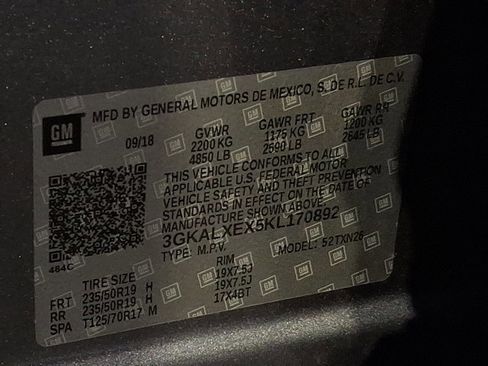 GM
MFD BY GENERAL MOTORS DE MEXICO, S. DE R.L. DE C.V.
09/18 GVWR GAWR FRT GAWR RR
2200 KG 1175 KG 1200 KG
4850 LB 2590 LB 2645 LB
THIS VEHICLE CONFORMS TO ALL
APPLICABLE U.S. FEDERAL MOTOR
VEHICLE SAFETY AND THEFT PREVENTION
STANDARDS IN EFFECT ON THE DATE OF
MANUFACTURE SHOWN ABOVE.
3GKALXEX5KL170892
TYPE: M.P.V. MODEL: 52TXN26
484C
TIRE SIZE RIM
FRT 235/50R19 H 19X7.5J
RR 235/50R19 H 19X7.5J
SPA T125/70R17 M 17X4BT